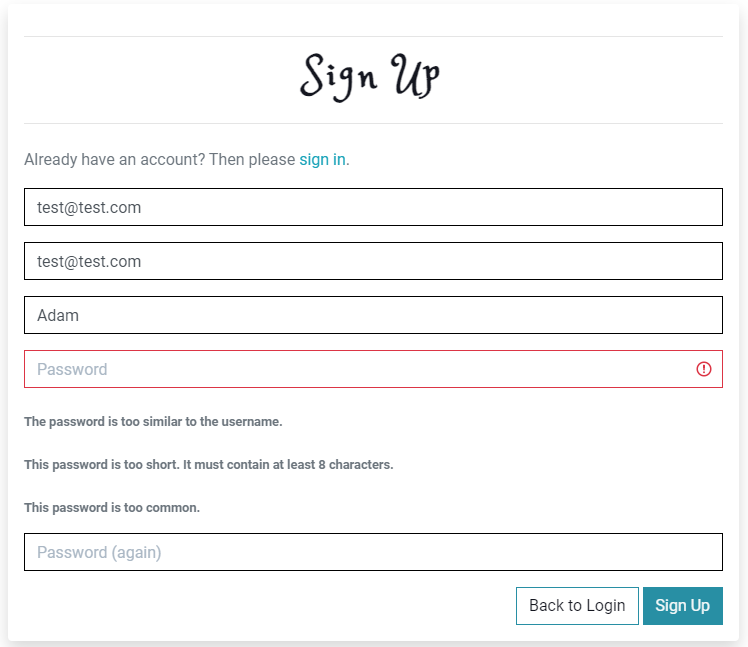 Sign Up
Already have an account? Then please sign in.
test@test.com
test@test.com
Adam
Password
The password is too similar to the username.
This password is too short. It must contain at least 8 characters.
This password is too common.
Password (again)
Back to Login Sign Up